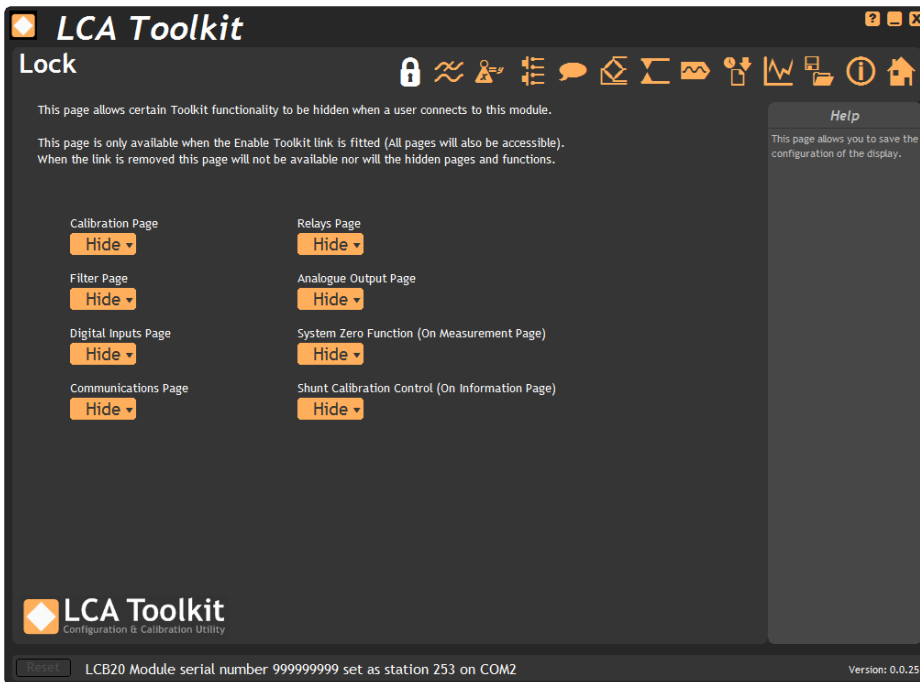 LCA Toolkit
Lock
This page allows certain Toolkit functionality to be hidden when a user connects to this module.
This page is only available when the Enable Toolkit link is fitted (All pages will also be accessible).
When the link is removed this page will not be available nor will the hidden pages and functions.
Help
This page allows you to save the
configuration of the display.
Calibration Page
Hide
Relays Page
Hide
Filter Page
Hide
Analogue Output Page
Hide
Digital Inputs Page
Hide
System Zero Function (On Measurement Page)
Hide
Communications Page
Hide
Shunt Calibration Control (On Information Page)
Hide
LCA Toolkit
Configuration & Calibration Utility
Reset
LCB20 Module serial number 999999999 set as station 253 on COM2
Version: 0.0.25